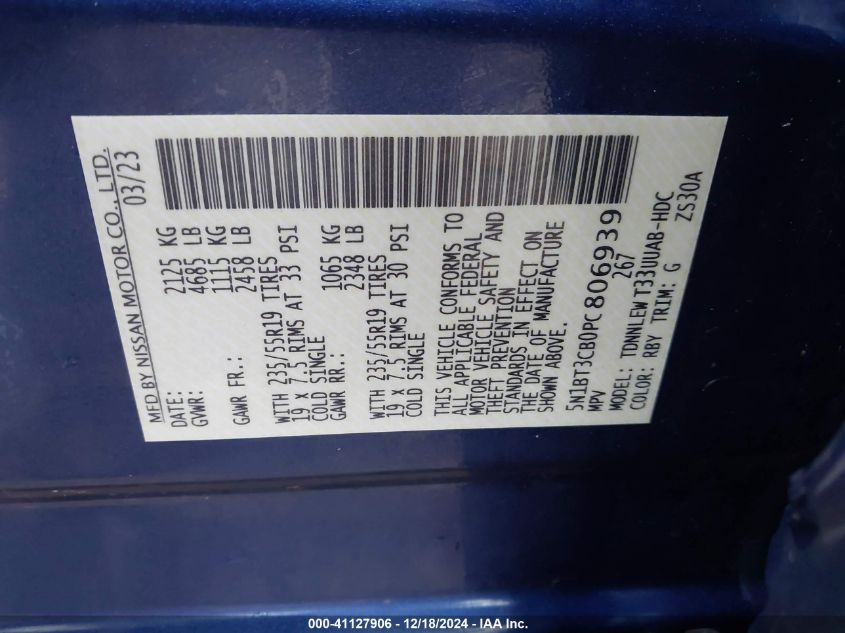 MFD BY NISSAN MOTOR CO., LTD.
DATE: 03/23
GVWR: 2125 KG
4685 LB
GAWR FR.: 1115 KG
2458 LB
WITH 235/55R19 TIRES
19 x 7.5 RIMS AT 33 PSI
COLD SINGLE
GAWR RR.: 1065 KG
2348 LB
WITH 235/55R19 TIRES
19 x 7.5 RIMS AT 30 PSI
COLD SINGLE
THIS VEHICLE CONFORMS TO
ALL APPLICABLE FEDERAL
MOTOR VEHICLE SAFETY AND
THEFT PREVENTION
STANDARDS IN EFFECT ON
THE DATE OF MANUFACTURE
SHOWN ABOVE.
5N1BT3CB0PC806939
MPV 267
MODEL: TDNNLEW T33UUAB-HDC
COLOR: RBY TRIM: G ZS30A
000-41127906 - 12/18/2024 - IAA Inc.